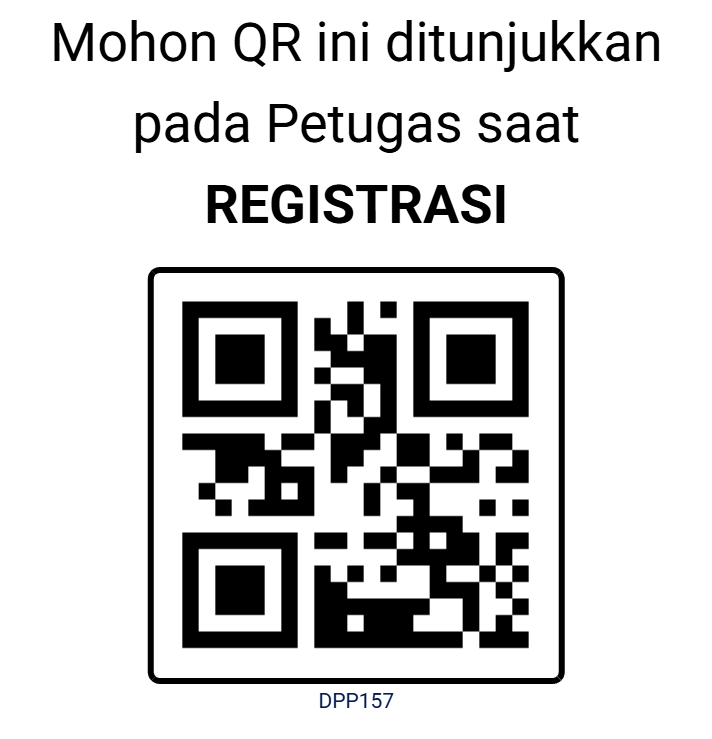 Mohon QR ini ditunjukkan
pada Petugas saat
REGISTRASI
DPP157